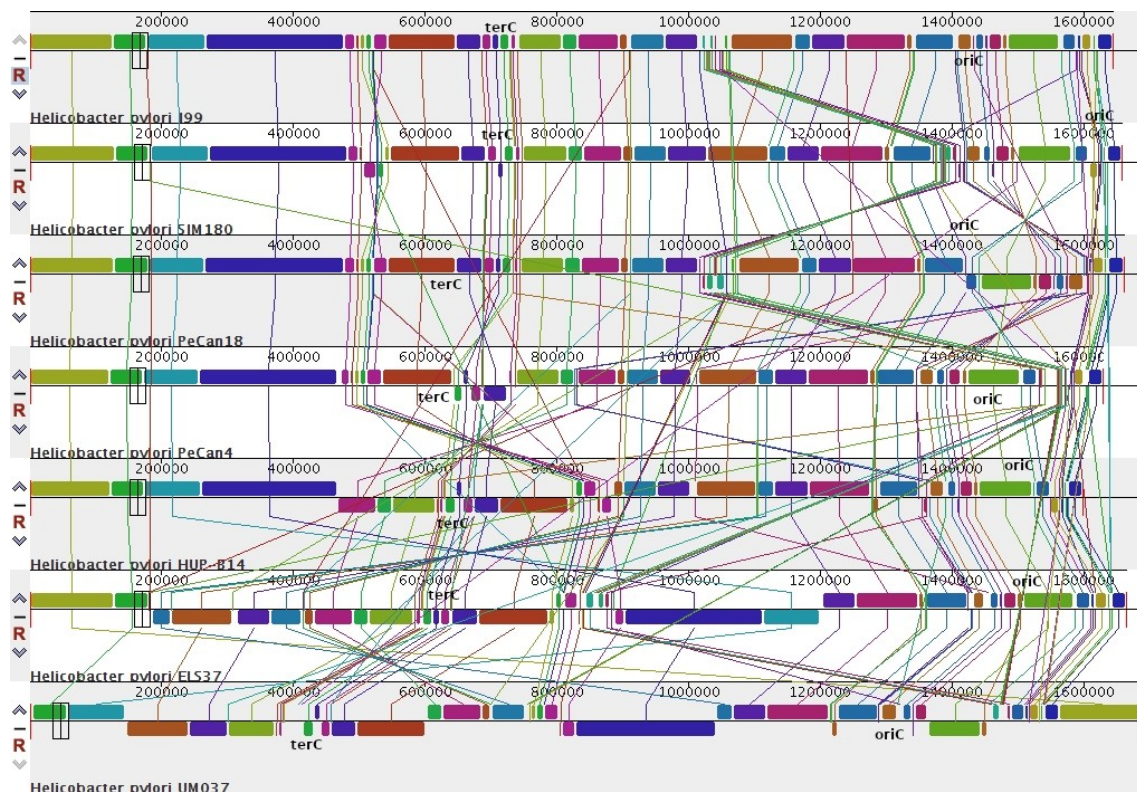 200000 400000 600000 800000 1000000 1200000 1400000 1600000
terC
oriC
R
Helicobacter pylori J99
oriC
200000 400000 600000 800000 1000000 1200000 1400000 1600000
terC
R
Helicobacter pylori SIM180
oriC
200000 400000 600000 800000 1000000 1200000 1400000 1600000
terC
R
Helicobacter pylori PeCan18
200000 400000 600000 800000 1000000 1200000 1400000 1600000
terC oriC
R
Helicobacter pylori PeCan4
oriC
200000 400000 600000 800000 1000000 1200000 1400000 1600000
terC
R
Helicobacter pylori HUP-B14
200000 400000 600000 800000 1000000 1200000 1400000 1600000
oriC
terC
R
Helicobacter pylori ELS37
200000 400000 600000 800000 1000000 1200000 1400000 1600000
terC oriC
R
Helicobacter pylori UM037